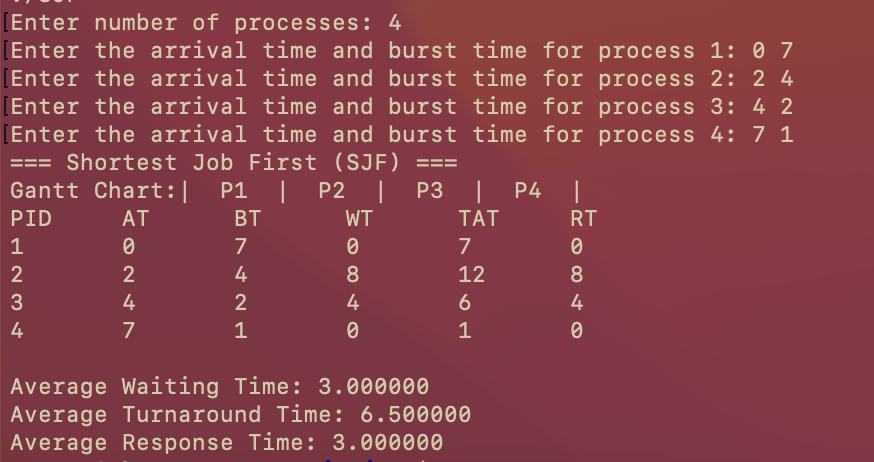 Enter number of processes: 4
[Enter the arrival time and burst time for process 1: 0 7
[Enter the arrival time and burst time for process 2: 2 4
[Enter the arrival time and burst time for process 3: 4 2
[Enter the arrival time and burst time for process 4: 7 1
=== Shortest Job First (SJF) ===
Gantt Chart:|  P1  |  P2  |  P3  |  P4  |
PID AT BT WT TAT RT
1 0 7 0 7 0
2 2 4 8 12 8
3 4 2 4 6 4
4 7 1 0 1 0
Average Waiting Time: 3.000000
Average Turnaround Time: 6.500000
Average Response Time: 3.000000